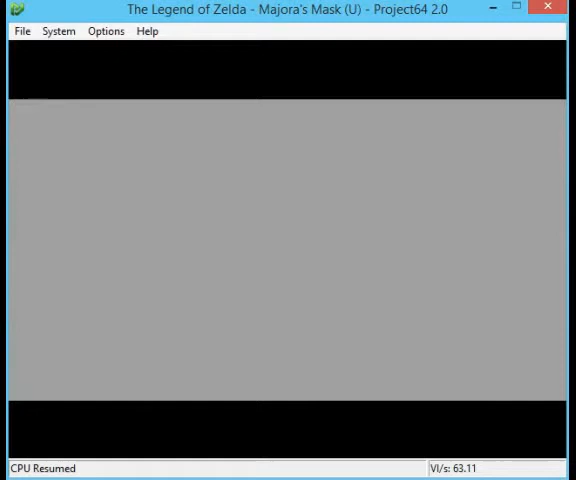 The Legend of Zelda - Majora's Mask (U) - Project64 2.0
File System Options Help
CPU Resumed VI/s: 63.11